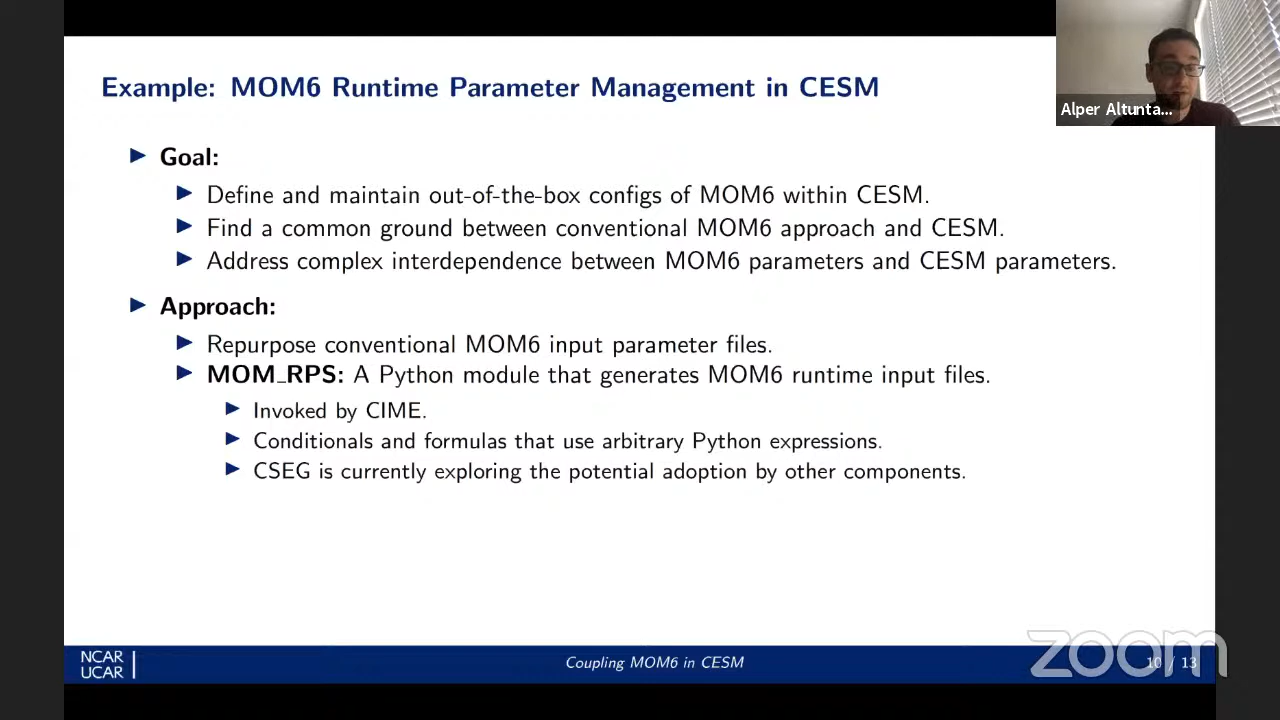 Example: MOM6 Runtime Parameter Management in CESM
Alper Altunta...
Goal:
Define and maintain out-of-the-box configs of MOM6 within CESM.
Find a common ground between conventional MOM6 approach and CESM.
Address complex interdependence between MOM6 parameters and CESM parameters.
Approach:
Repurpose conventional MOM6 input parameter files.
MOM_RPS: A Python module that generates MOM6 runtime input files.
Invoked by CIME.
Conditionals and formulas that use arbitrary Python expressions.
CSEG is currently exploring the potential adoption by other components.
NCAR
UCAR
Coupling MOM6 in CESM
10 / 13
zoom